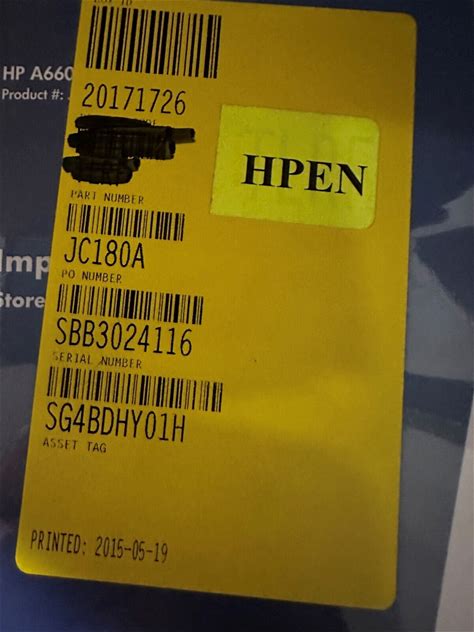 HP A660
Product #:
20171726
PART NUMBER
HPEN
JC180A
PO NUMBER
Imp
Store
SBB3024116
SERIAL NUMBER
SG4BDHY01H
ASSET TAG
PRINTED: 2015-05-19